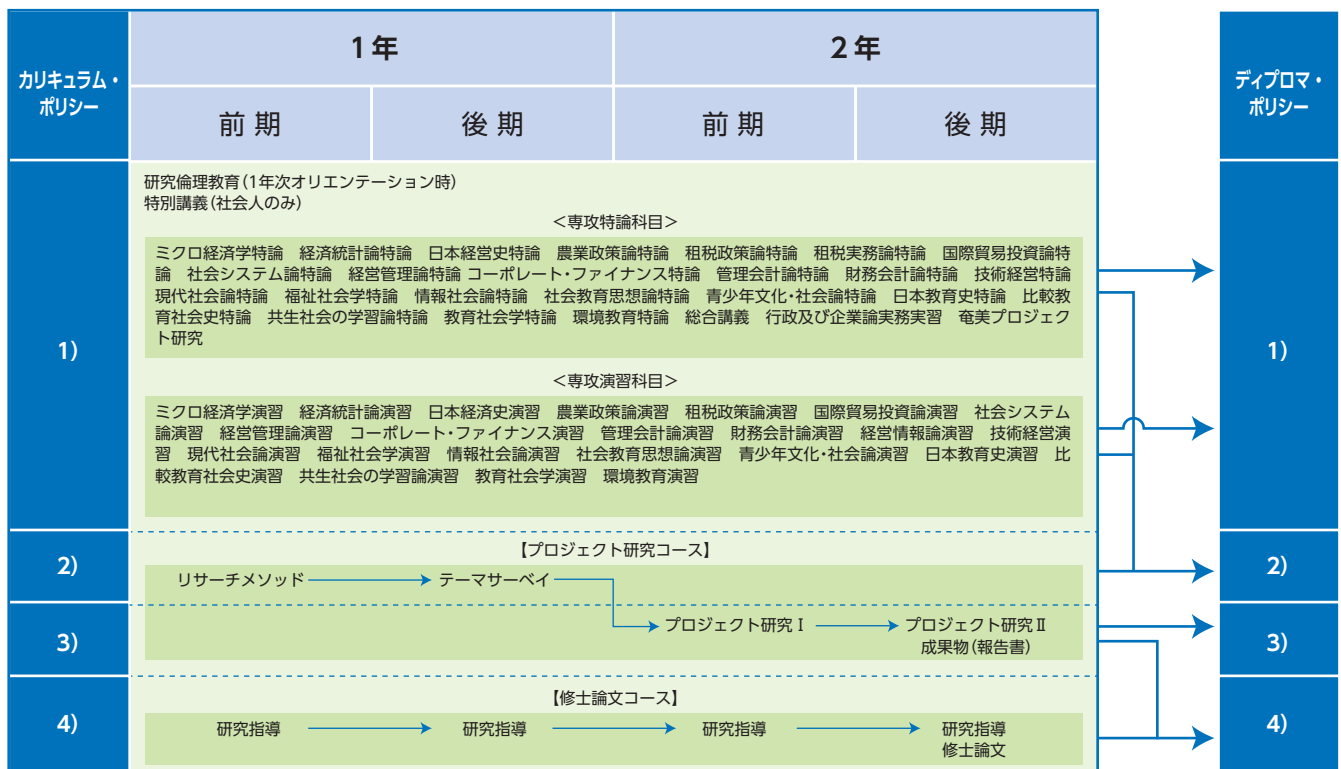 カリキュラム・
ポリシー
1年
2年
前 期
後 期
前 期
後 期
ディプロマ・
ポリシー
1)
研究倫理教育(1年次オリエンテーション時)
特別講義(社会人のみ)
<専攻特論科目>
ミクロ経済学特論 経済統計論特論 日本経営史特論 農業政策論特論 租税政策論特論 租税実務論特論 国際貿易投資論特
論 社会システム論特論 経営管理論特論 コーポレート・ファイナンス特論 管理会計論特論 財務会計論特論 技術経営特論
現代社会論特論 福祉社会学特論 情報社会論特論 社会教育思想論特論 青少年文化・社会論特論 日本教育史特論 比較教
育社会史特論 共生社会の学習論特論 教育社会学特論 環境教育特論 総合講義 行政及び企業論実務実習 奄美プロジェク
ト研究
<専攻演習科目>
ミクロ経済学演習 経済統計論演習 日本経済史演習 農業政策論演習 租税政策論演習 国際貿易投資論演習 社会システム
論演習 経営管理論演習 コーポレート・ファイナンス演習 管理会計論演習 財務会計論演習 経営情報論演習 技術経営演
習 現代社会論演習 福祉社会学演習 情報社会論演習 社会教育思想論演習 青少年文化・社会論演習 日本教育史演習 比
較教育社会史演習 共生社会の学習論演習 教育社会学演習 環境教育演習
1)
2)
【プロジェクト研究コース】
リサーチメソッド
テーマサーベイ
2)
3)
プロジェクト研究Ⅰ
プロジェクト研究Ⅱ
成果物(報告書)
3)
4)
【修士論文コース】
研究指導
研究指導
研究指導
研究指導
修士論文
4)